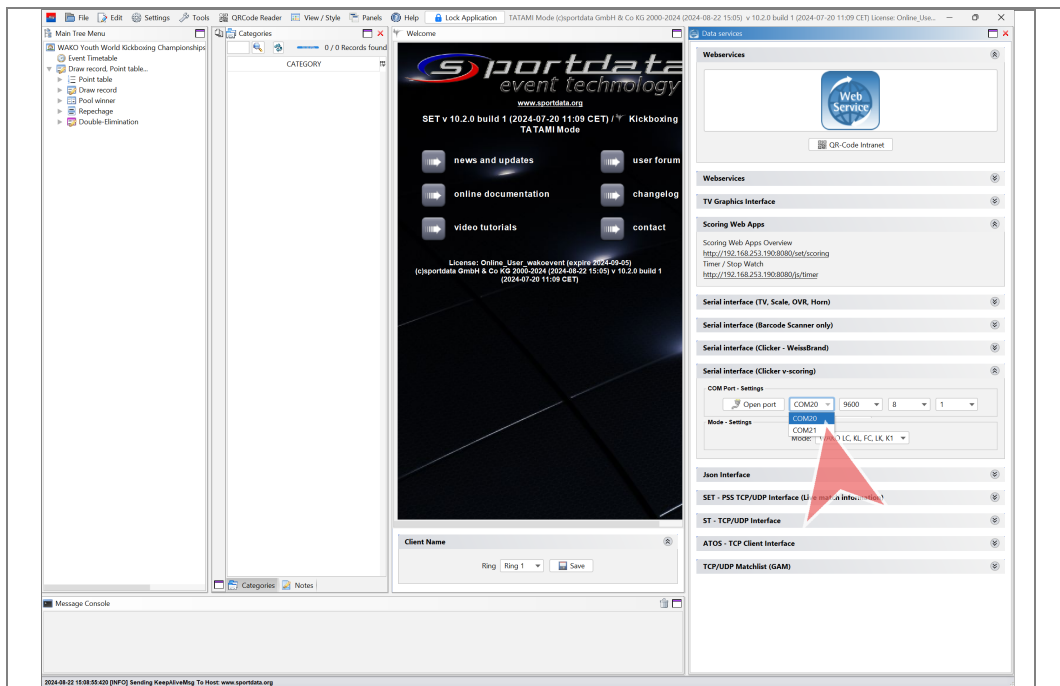 File Edit Settings Tools QRCode Reader View / Style Panels Help Lock Application TATAMI Mode (c)sportdata GmbH & Co KG 2000-2024 (2024-08-22 15:05) v 10.2.0 build 1 (2024-07-20 11:09 CET) License: Online_Use...
Main Tree Menu
WAKO Youth World Kickboxing Championships
Event Timetable
Draw record, Point table...
Point table
Draw record
Pool winner
Repechage
Double-Elimination
Categories
0 / 0 Records found
CATEGORY
Categories
Notes
Welcome
sportdata
event technology
www.sportdata.org
SET v 10.2.0 build 1 (2024-07-20 11:09 CET) / Kickboxing
TATAMI Mode
news and updates
user forum
online documentation
changelog
video tutorials
contact
License: Online_User_wakoevent (expire 2024-09-05)
(c)sportdata GmbH & Co KG 2000-2024 (2024-08-22 15:05) v 10.2.0 build 1
(2024-07-20 11:09 CET)
Client Name
Ring Ring 1 Save
Data services
Webservices
Web
Service
QR-Code Intranet
Webservices
TV Graphics Interface
Scoring Web Apps
Scoring Web Apps Overview
http://192.168.253.190:8080/set/scoring
Timer / Stop Watch
http://192.168.253.190:8080/js/timer
Serial interface (TV, Scale, OVR, Horn)
Serial interface (Barcode Scanner only)
Serial interface (Clicker - WeissBrand)
Serial interface (Clicker v-scoring)
COM Port - Settings
Open port COM20 9600 8 1
COM20
COM21
Mode - Settings
Mode: LC, KL, FC, LK, K1
Json Interface
SET - PSS TCP/UDP Interface (Live match information)
ST - TCP/UDP Interface
ATOS - TCP Client Interface
TCP/UDP Matchlist (GAM)
Message Console
2024-08-22 15:08:55:420 [INFO] Sending KeepAliveMsg To Host: www.sportdata.org